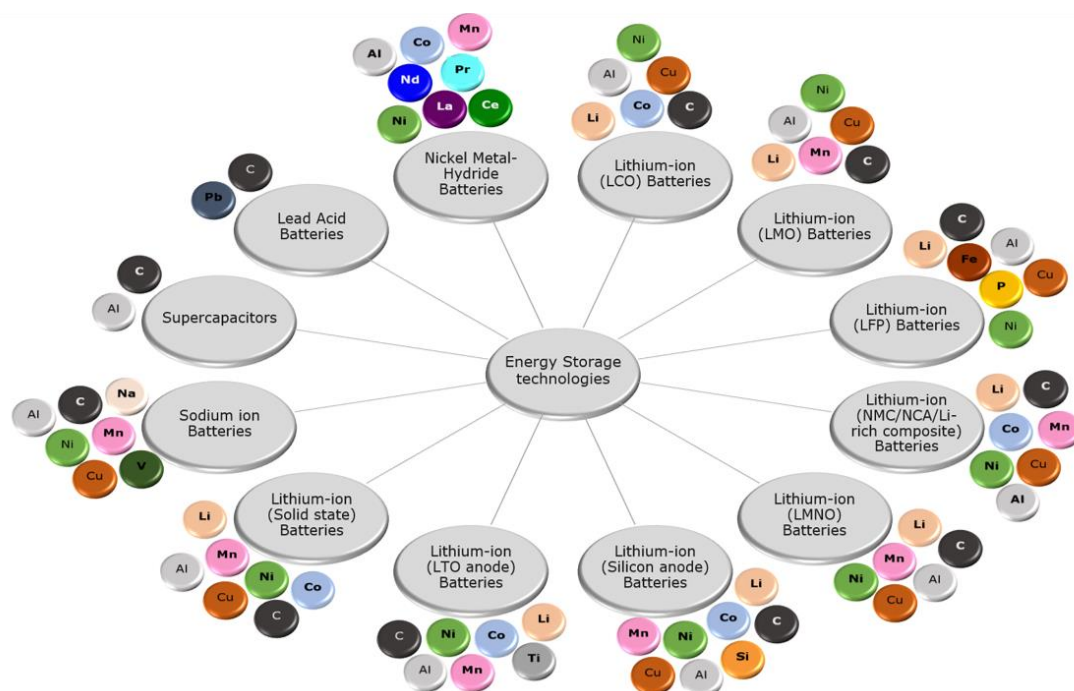 Mn
Al
Co
Nd
Pr
Ni
La
Ce
Nickel Metal-
Hydride
Batteries
Ni
Al
Cu
Li
Co
C
Lithium-ion
(LCO) Batteries
Ni
Al
Cu
Li
Mn
C
Lithium-ion
(LMO) Batteries
C
Li
Fe
Al
P
Cu
Ni
Lithium-ion
(LFP) Batteries
Li
C
Co
Mn
Ni
Cu
Al
Lithium-ion
(NMC/NCA/Li-
rich composite)
Batteries
Lithium-ion
(LMNO)
Batteries
Li
C
Mn
Al
Ni
Cu
Lithium-ion
(Silicon anode)
Batteries
Li
Co
C
Mn
Ni
Si
Cu
Al
Lithium-ion
(LTO anode)
Batteries
Li
C
Ni
Co
Ti
Al
Mn
Lithium-ion
(Solid state)
Batteries
Li
Mn
Al
Ni
Co
Cu
C
Sodium ion
Batteries
Na
C
Al
Mn
Ni
V
Cu
Supercapacitors
C
Al
Lead Acid
Batteries
C
Pb
Energy Storage
technologies